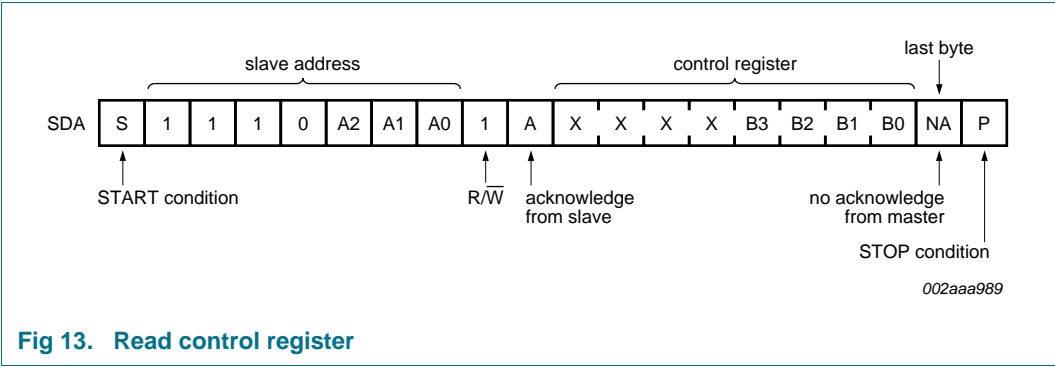 last byte
slave address control register
SDA S 1 1 1 0 A2 A1 A0 1 A X X X X B3 B2 B1 B0 NA P
START condition R/W̅ acknowledge from slave no acknowledge from master
STOP condition
002aaa989
Fig 13. Read control register